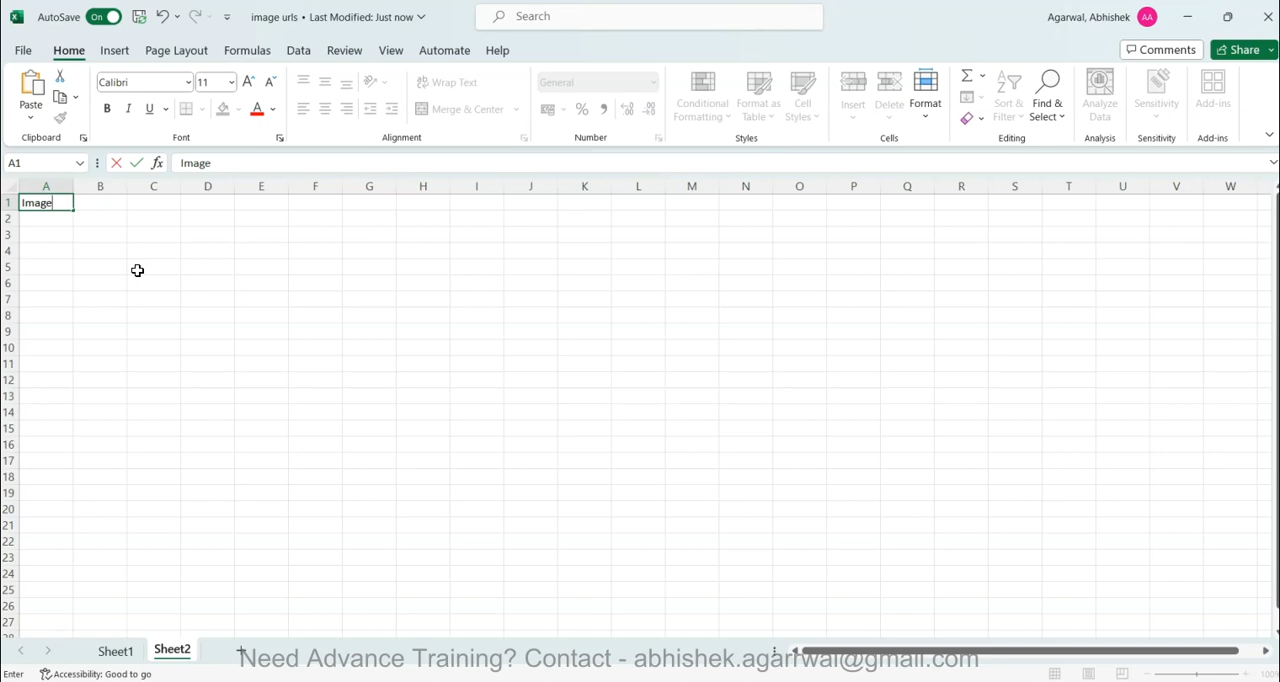 AutoSave On image urls • Last Modified: Just now Search Agarwal, Abhishek AA
File Home Insert Page Layout Formulas Data Review View Automate Help Comments Share
Paste Calibri 11 A A Wrap Text General Conditional Formatting Format as Table Cell Styles Insert Delete Format Sort & Filter Find & Select Analyze Data Sensitivity Add-ins
B I U A Merge & Center % 9
Clipboard Font Alignment Number Styles Cells Editing Analysis Sensitivity Add-ins
A1 fx Image
A B C D E F G H I J K L M N O P Q R S T U V W
1 Image
2
3
4
5
6
7
8
9
10
11
12
13
14
15
16
17
18
19
20
21
22
23
24
25
26
27
28
Sheet1 Sheet2 +
Need Advance Training? Contact - abhishek.agarrwal@gmail.com
Enter Accessibility: Good to go 100%